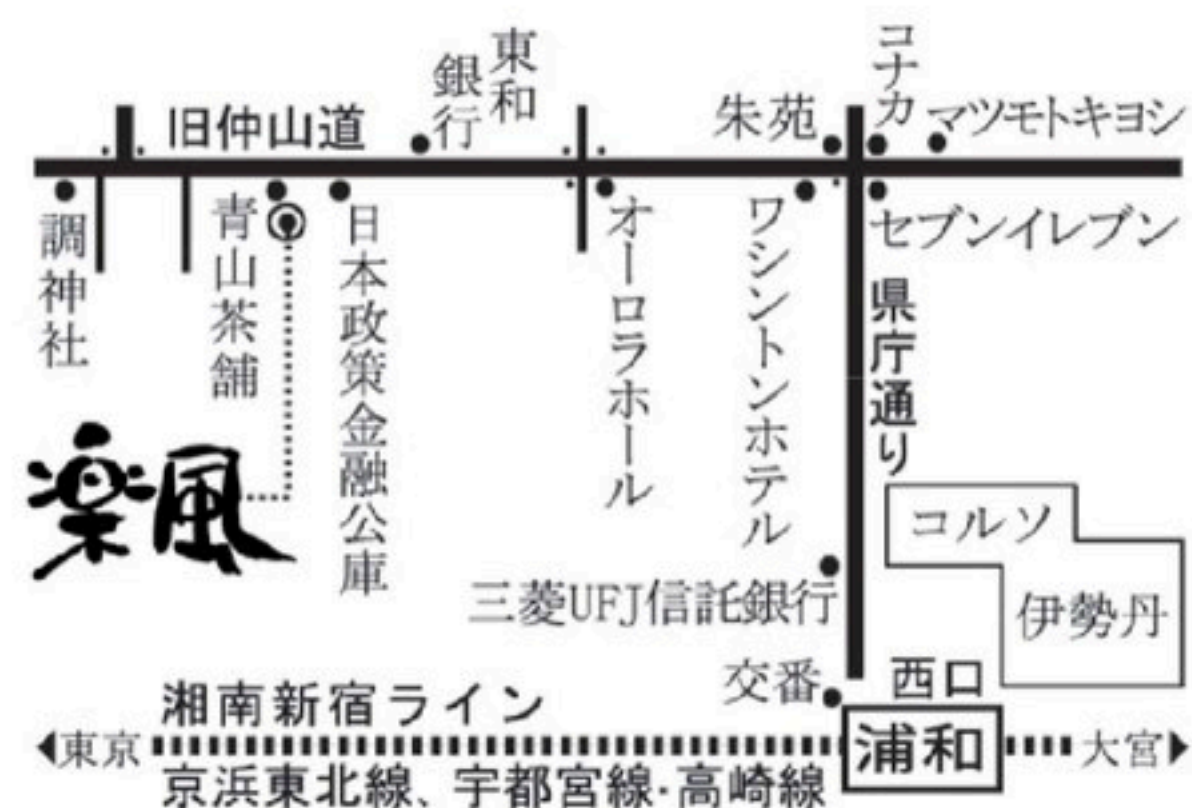 東和
銀行
コナカ
旧仲山道
朱苑
マツモトキヨシ
調神社
青山茶舗
日本政策金融公庫
オーロラホール
ワシントンホテル
セブンイレブン
県庁通り
楽風
コルソ
伊勢丹
三菱UFJ信託銀行
交番
西口
湘南新宿ライン
東京
浦和
大宮
京浜東北線、宇都宮線・高崎線